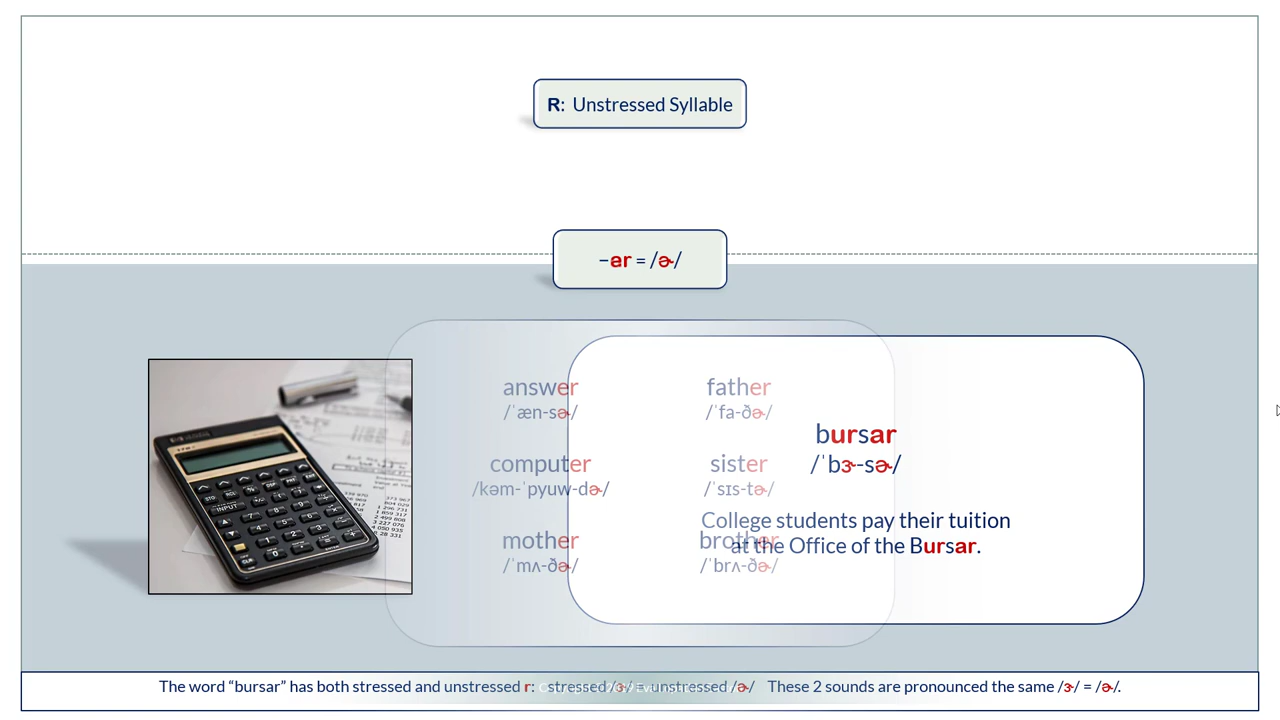 R: Unstressed Syllable
–er = /ɚ/
answer
/ˈæn-sɚ/
father
/ˈfa-ðɚ/
computer
/kəm-ˈpyuw-dɚ/
sister
/ˈsɪs-tɚ/
mother
/ˈmʌ-ðɚ/
brother
/ˈbrʌ-ðɚ/
bursar
/ˈbɝ-sɚ/
College students pay their tuition
at the Office of the Bursar.
The word “bursar” has both stressed and unstressed r: stressed /ɝ/ – unstressed /ɚ/ These 2 sounds are pronounced the same /ɝ/ = /ɚ/.